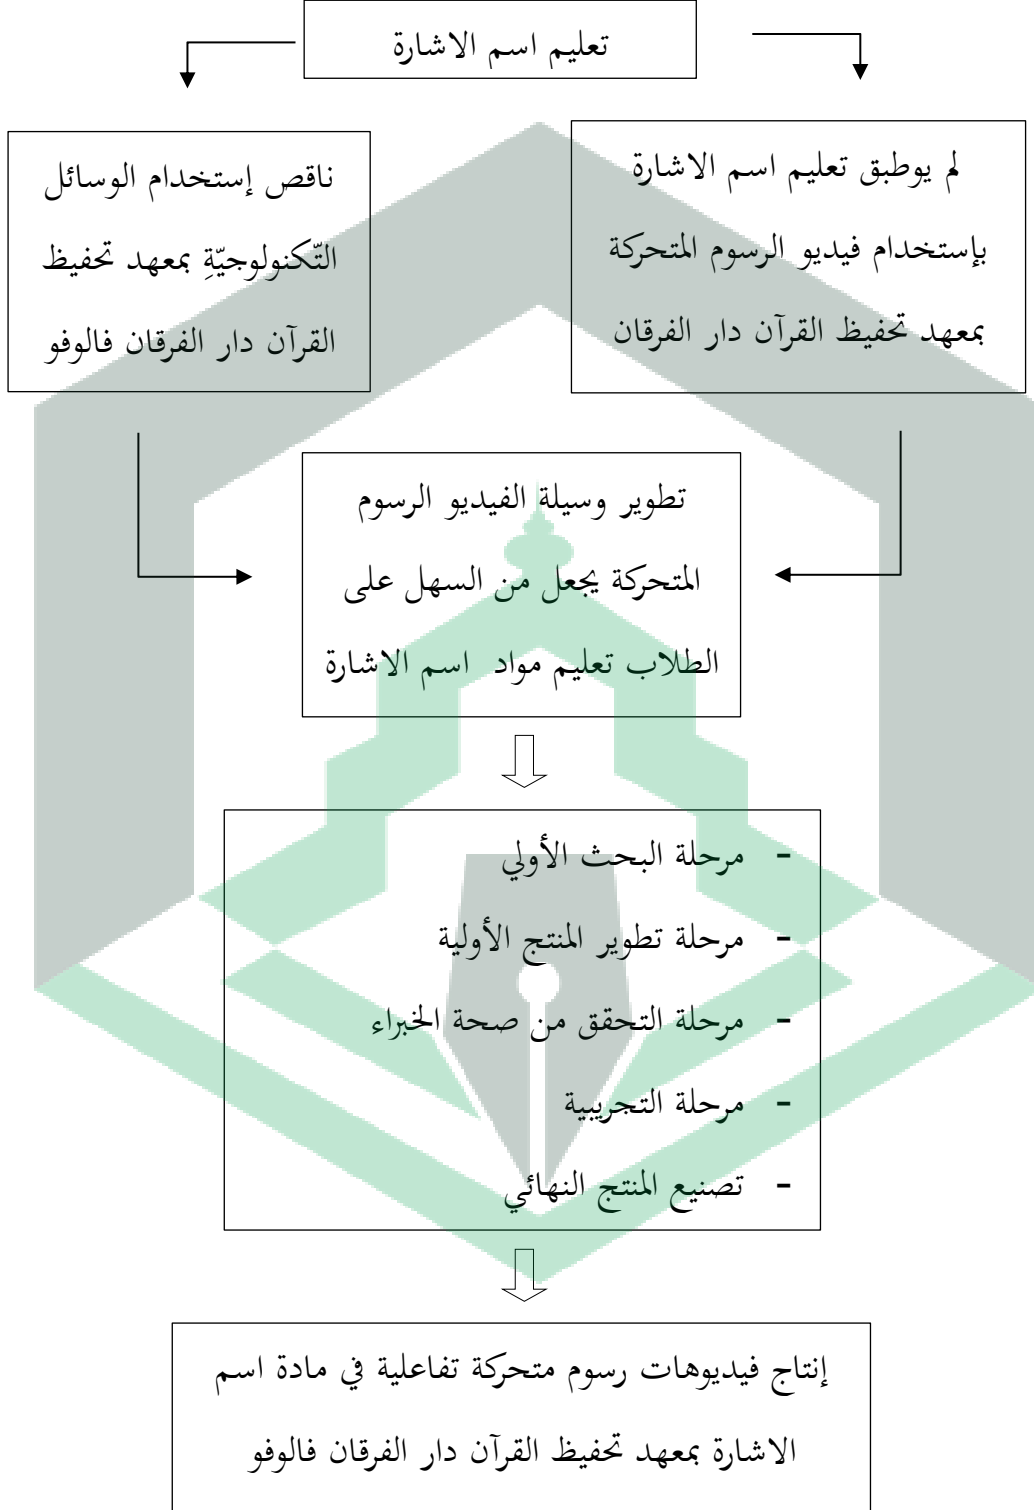 تعليم اسم الاشارة
لم يوطبق تعليم اسم الاشارة
بإستخدام فيديو الرسوم المتحركة
بمعهد تحفيظ القرآن دار الفرقان
ناقص إستخدام الوسائل
التّكنولوجيّةِ بمعهد تحفيظ
القرآن دار الفرقان فالوفو
تطوير وسيلة الفيديو الرسوم
المتحركة يجعل من السهل على
الطلاب تعليم مواد اسم الاشارة
- مرحلة البحث الأولي
- مرحلة تطوير المنتج الأولية
- مرحلة التحقق من صحة الخبراء
- مرحلة التجريبية
- تصنيع المنتج النهائي
إنتاج فيديوهات رسوم متحركة تفاعلية في مادة اسم
الاشارة بمعهد تحفيظ القرآن دار الفرقان فالوفو